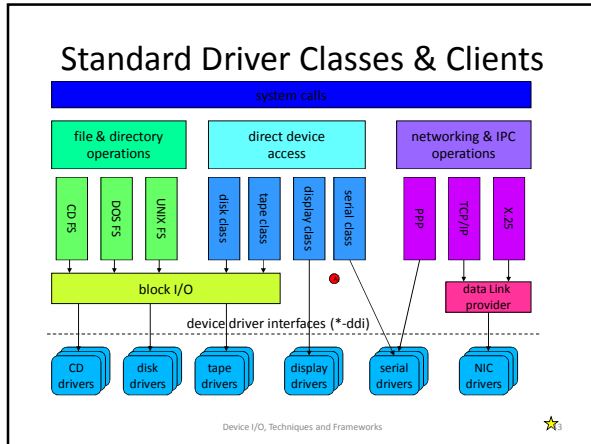 Standard Driver Classes & Clients
system calls
file & directory
operations
direct device
access
networking & IPC
operations
CD FS
DOS FS
UNIX FS
disk class
tape class
display class
serial class
PPP
TCP/IP
X.25
block I/O
data Link
provider
device driver interfaces (*-ddi)
CD
drivers
disk
drivers
tape
drivers
display
drivers
serial
drivers
NIC
drivers
Device I/O, Techniques and Frameworks
3